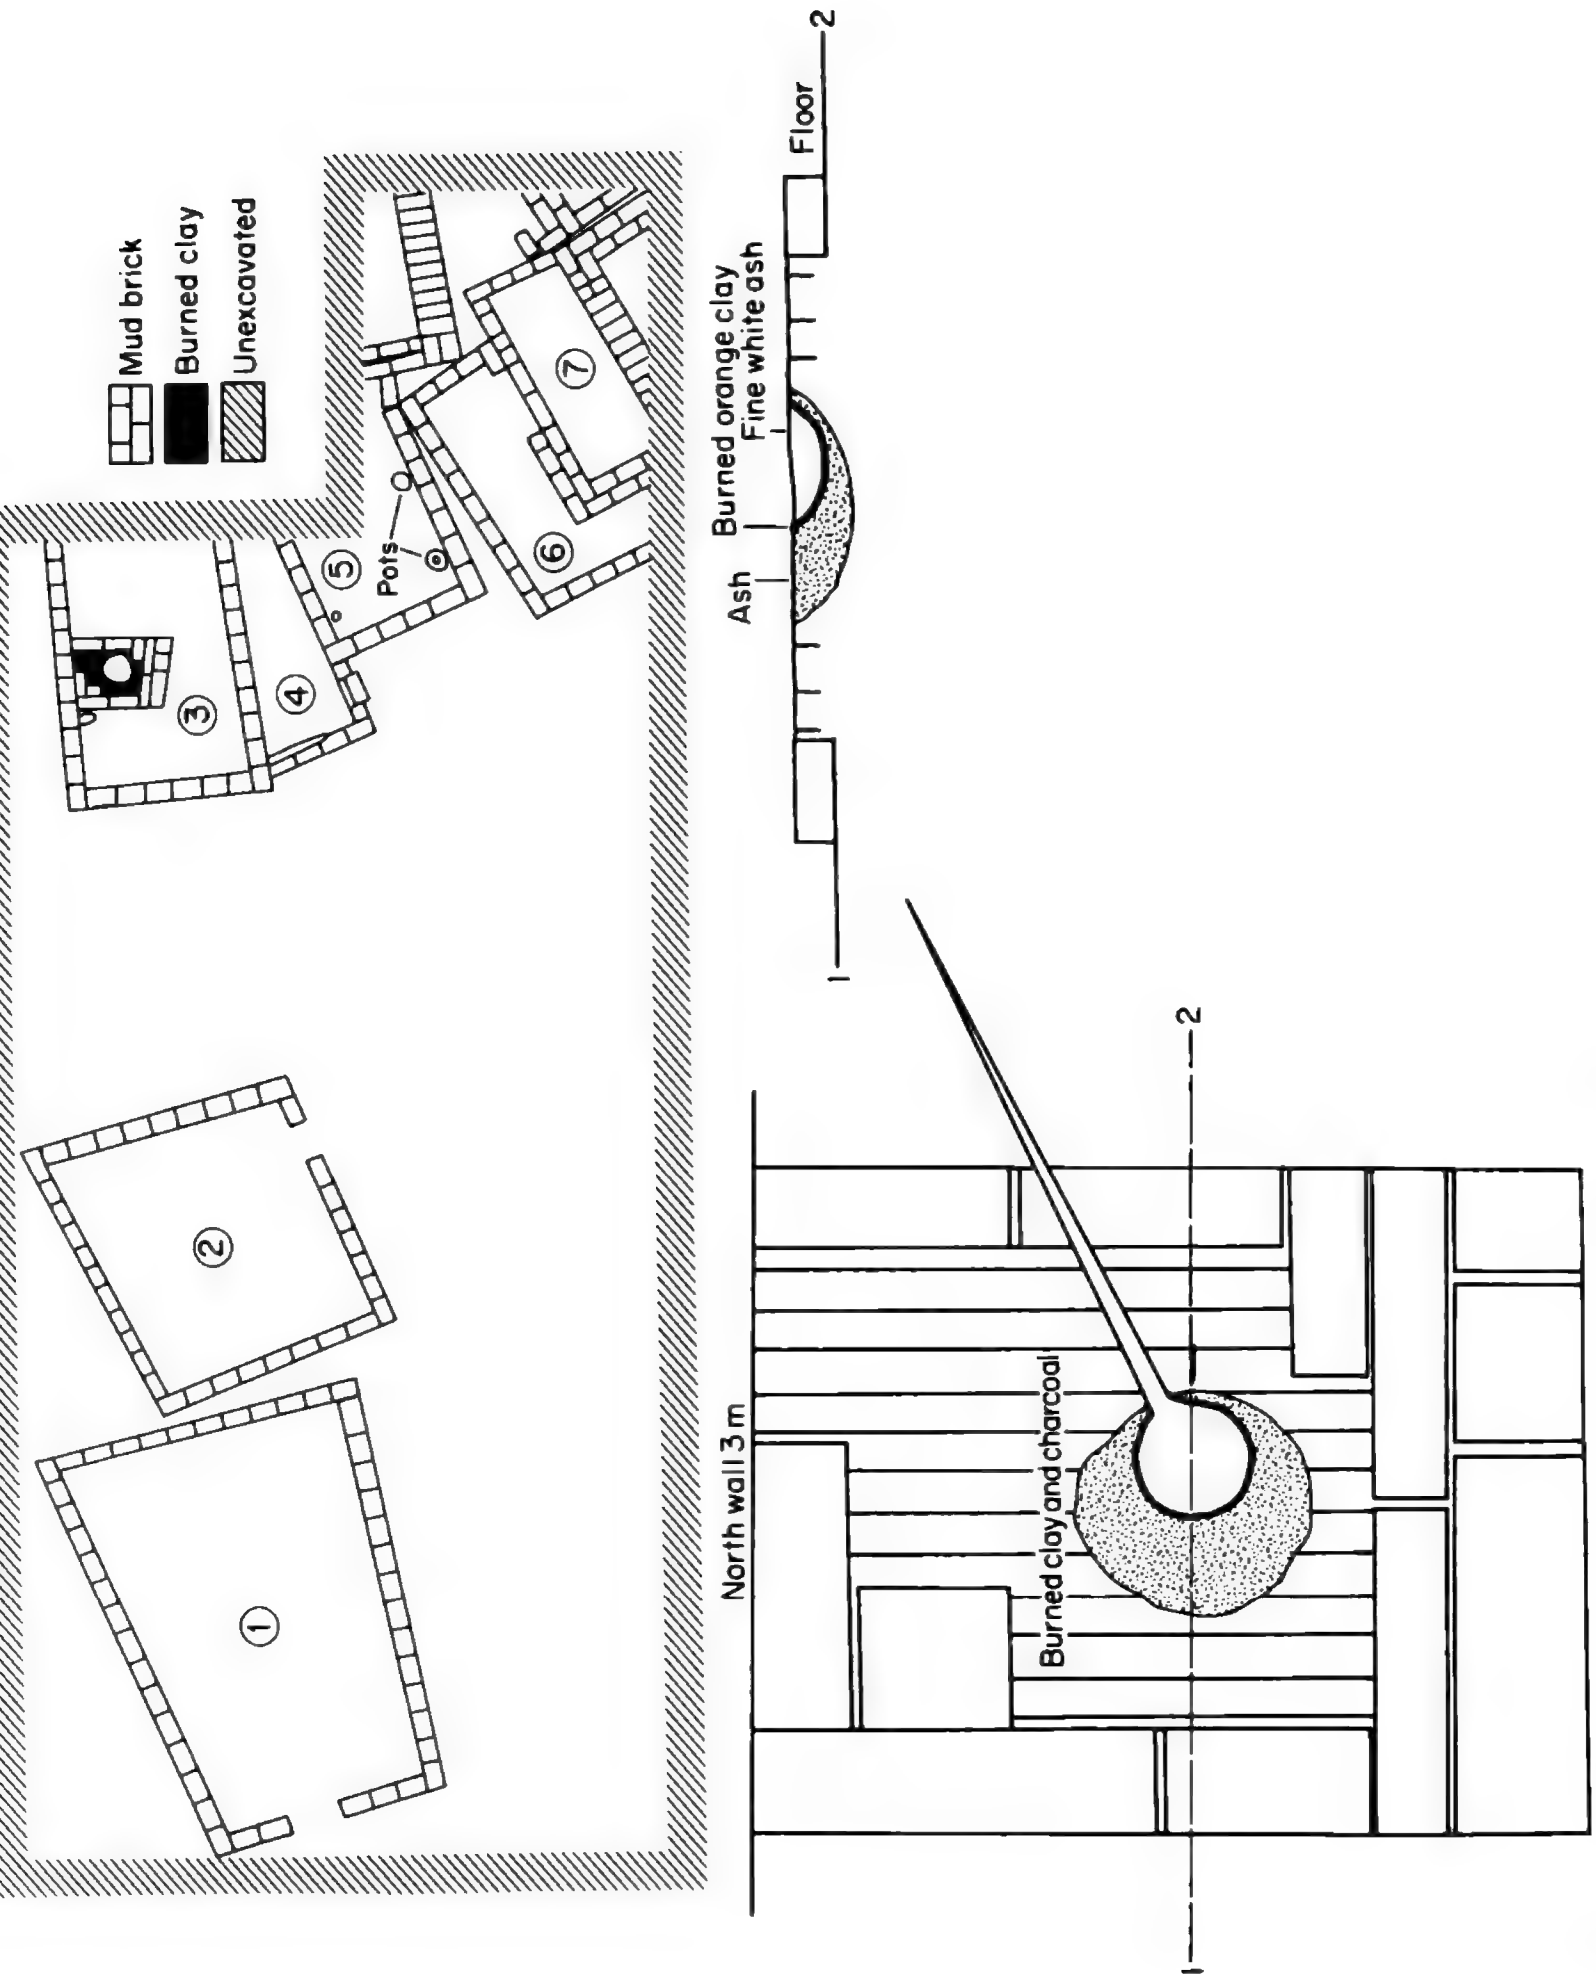 Mud brick
Burned clay
Unexcavated
1
2
3
4
5
Pots
6
7
North wall 3 m
Burned clay and charcoal
1
2
Ash
Burned orange clay
Fine white ash
Floor
1
2